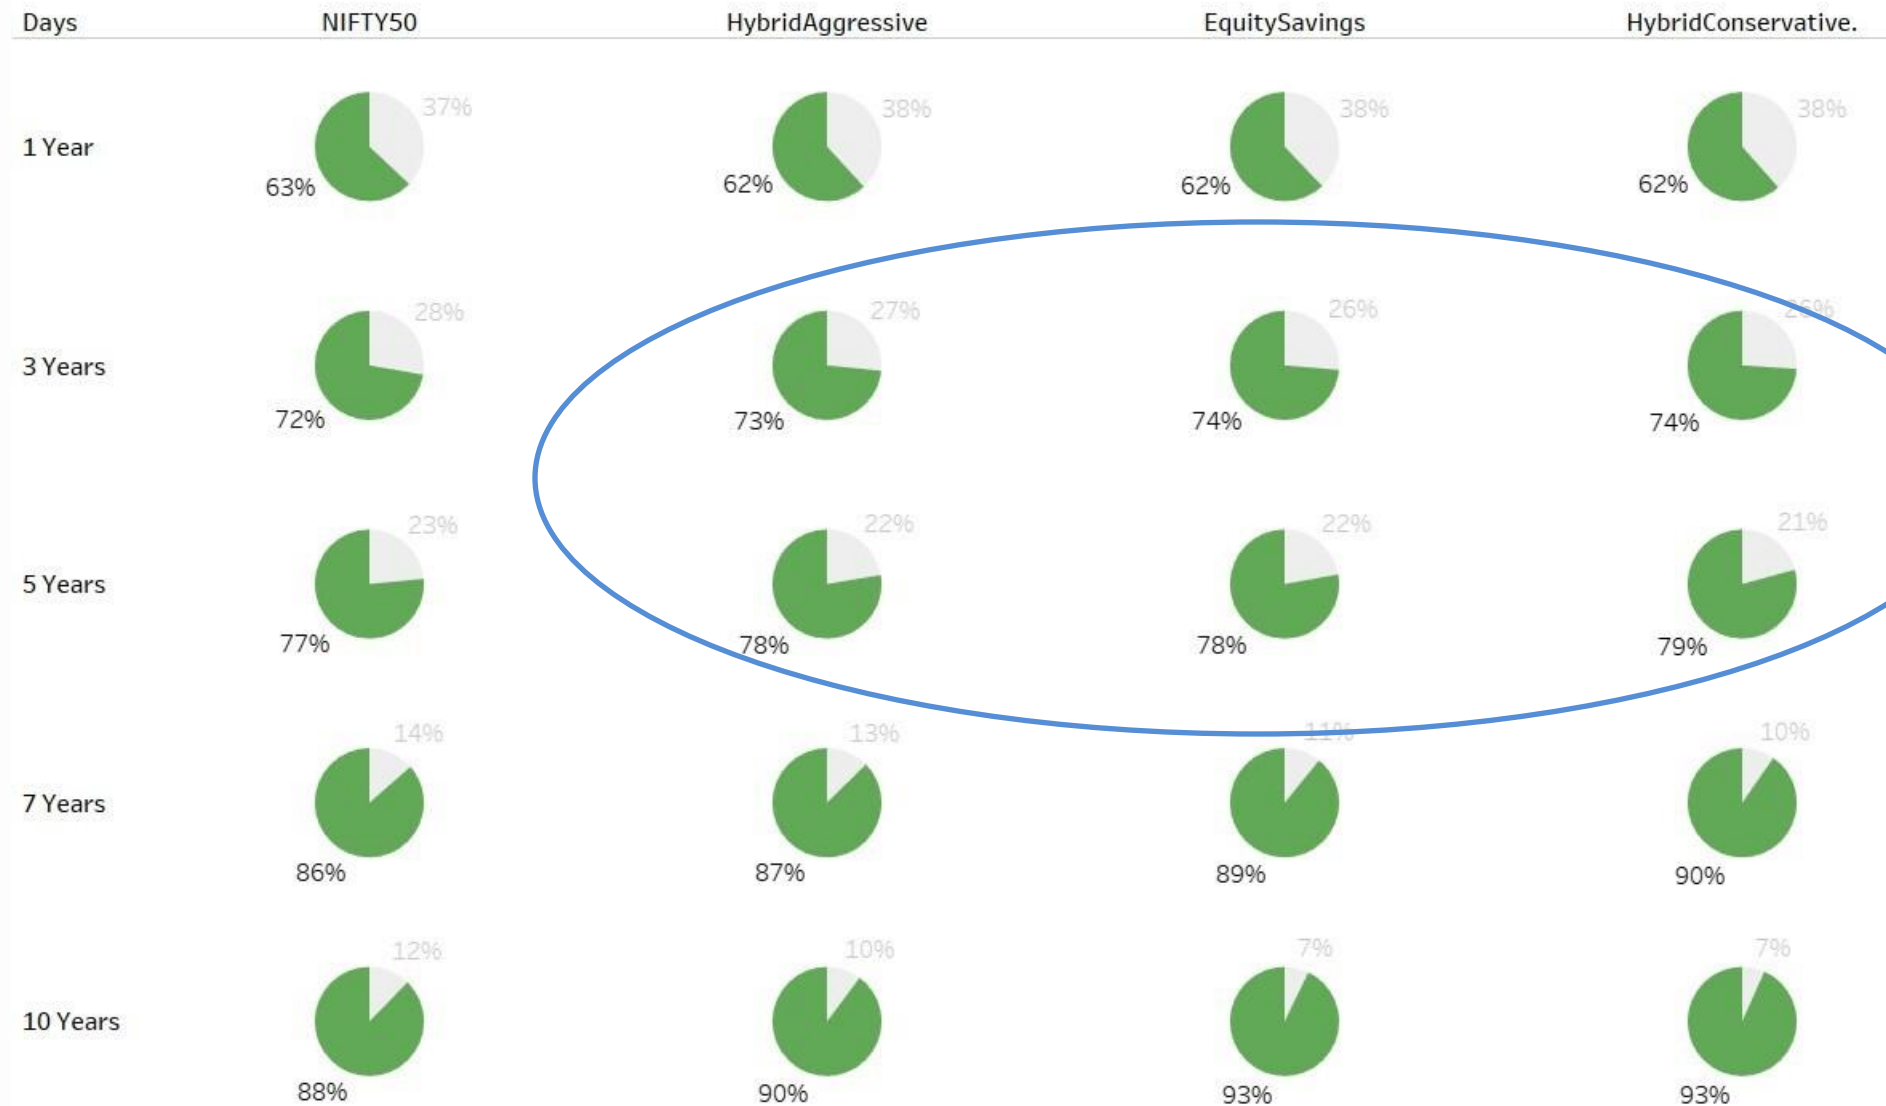 Days NIFTY50 HybridAggressive EquitySavings HybridConservative.
37% 38% 38% 38%
1 Year
63% 62% 62% 62%
28% 27% 26% 26%
3 Years
72% 73% 74% 74%
23% 22% 22% 21%
5 Years
77% 78% 78% 79%
14% 13% 11% 10%
7 Years
86% 87% 89% 90%
12% 10% 7% 7%
10 Years
88% 90% 93% 93%